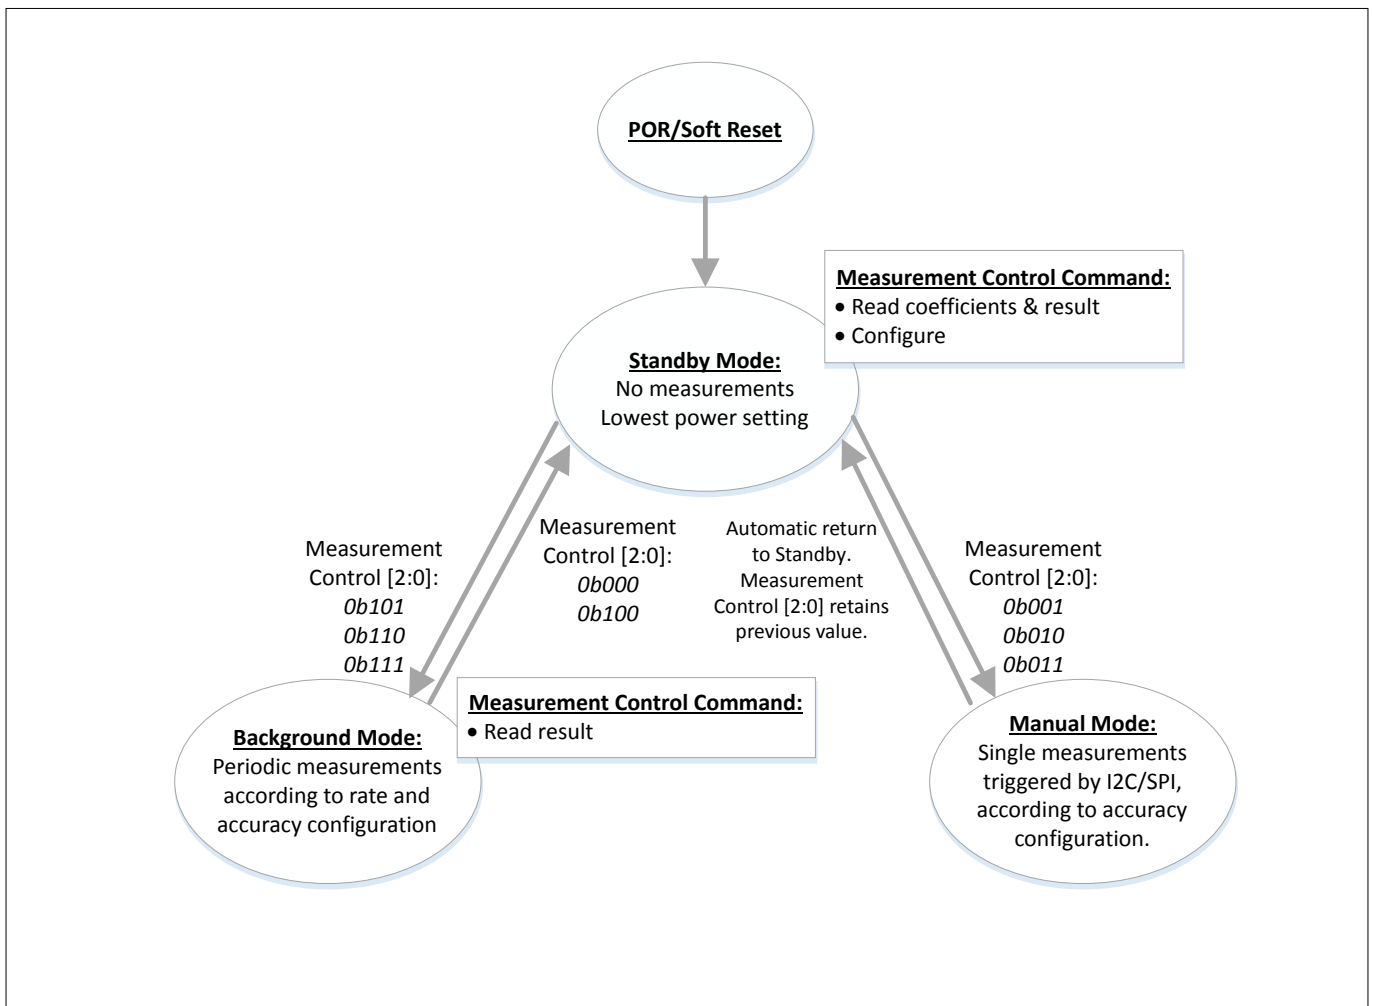 POR/Soft Reset
Measurement Control Command:
• Read coefficients & result
• Configure
Standby Mode:
No measurements
Lowest power setting
Measurement
Control [2:0]:
0b101
0b110
0b111
Measurement
Control [2:0]:
0b000
0b100
Automatic return
to Standby.
Measurement
Control [2:0] retains
previous value.
Measurement
Control [2:0]:
0b001
0b010
0b011
Measurement Control Command:
• Read result
Background Mode:
Periodic measurements
according to rate and
accuracy configuration
Manual Mode:
Single measurements
triggered by I2C/SPI,
according to accuracy
configuration.